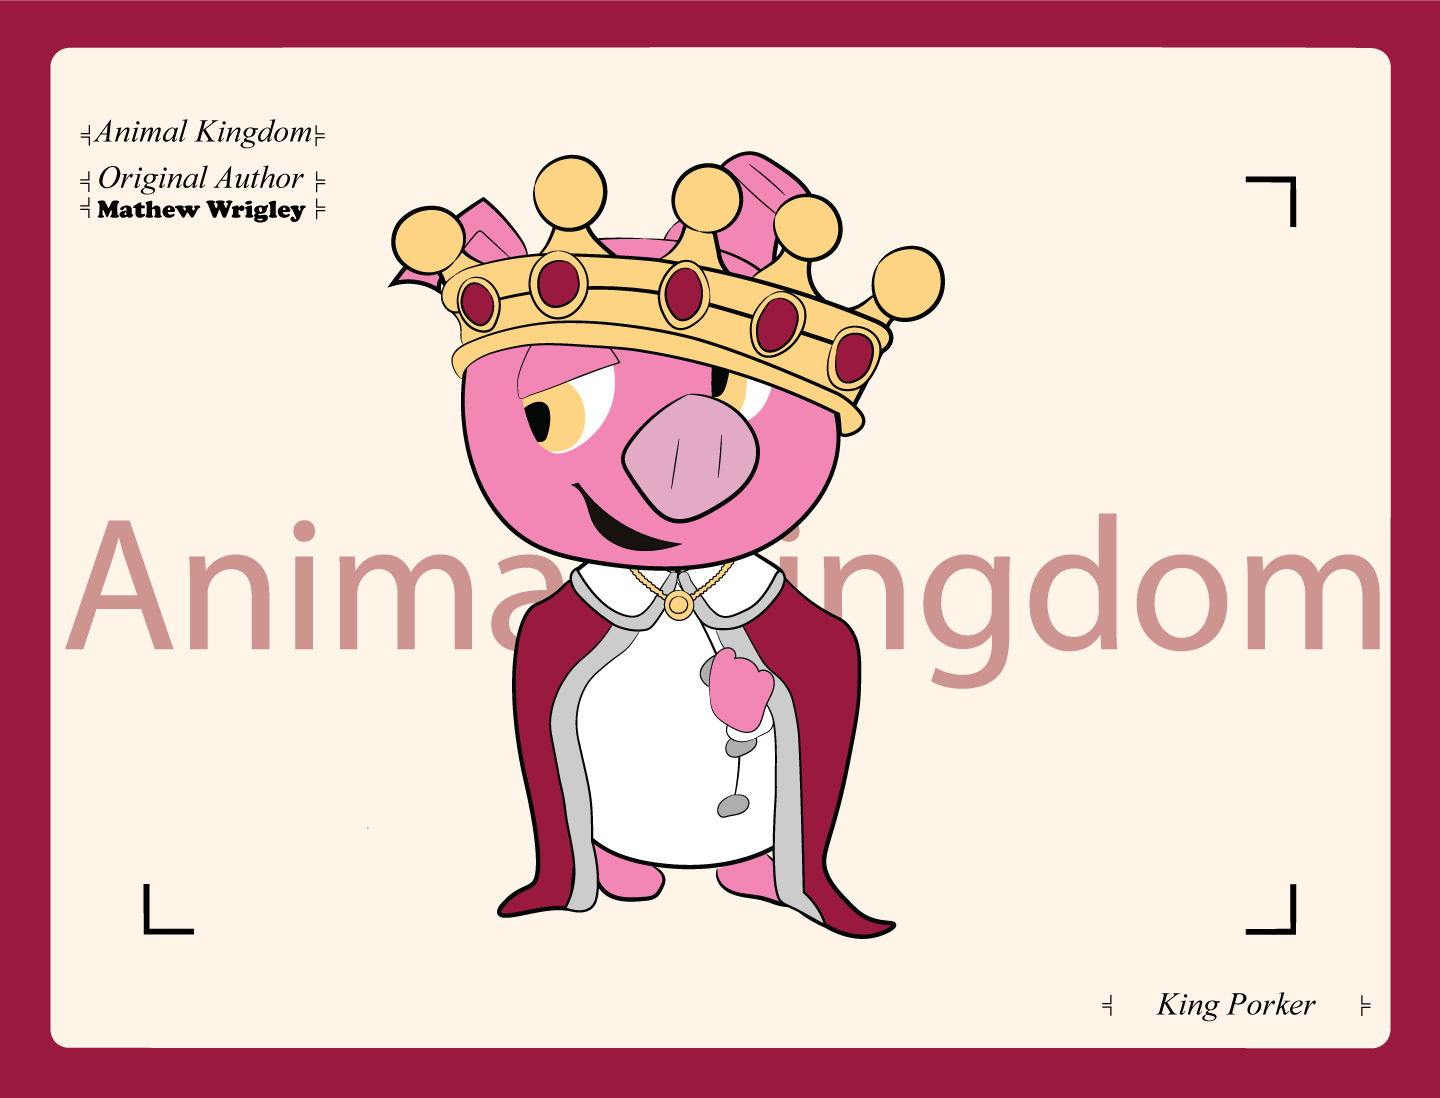 Animal Kingdom
Original Author
Mathew Wrigley
Anima ingdom
King Porker